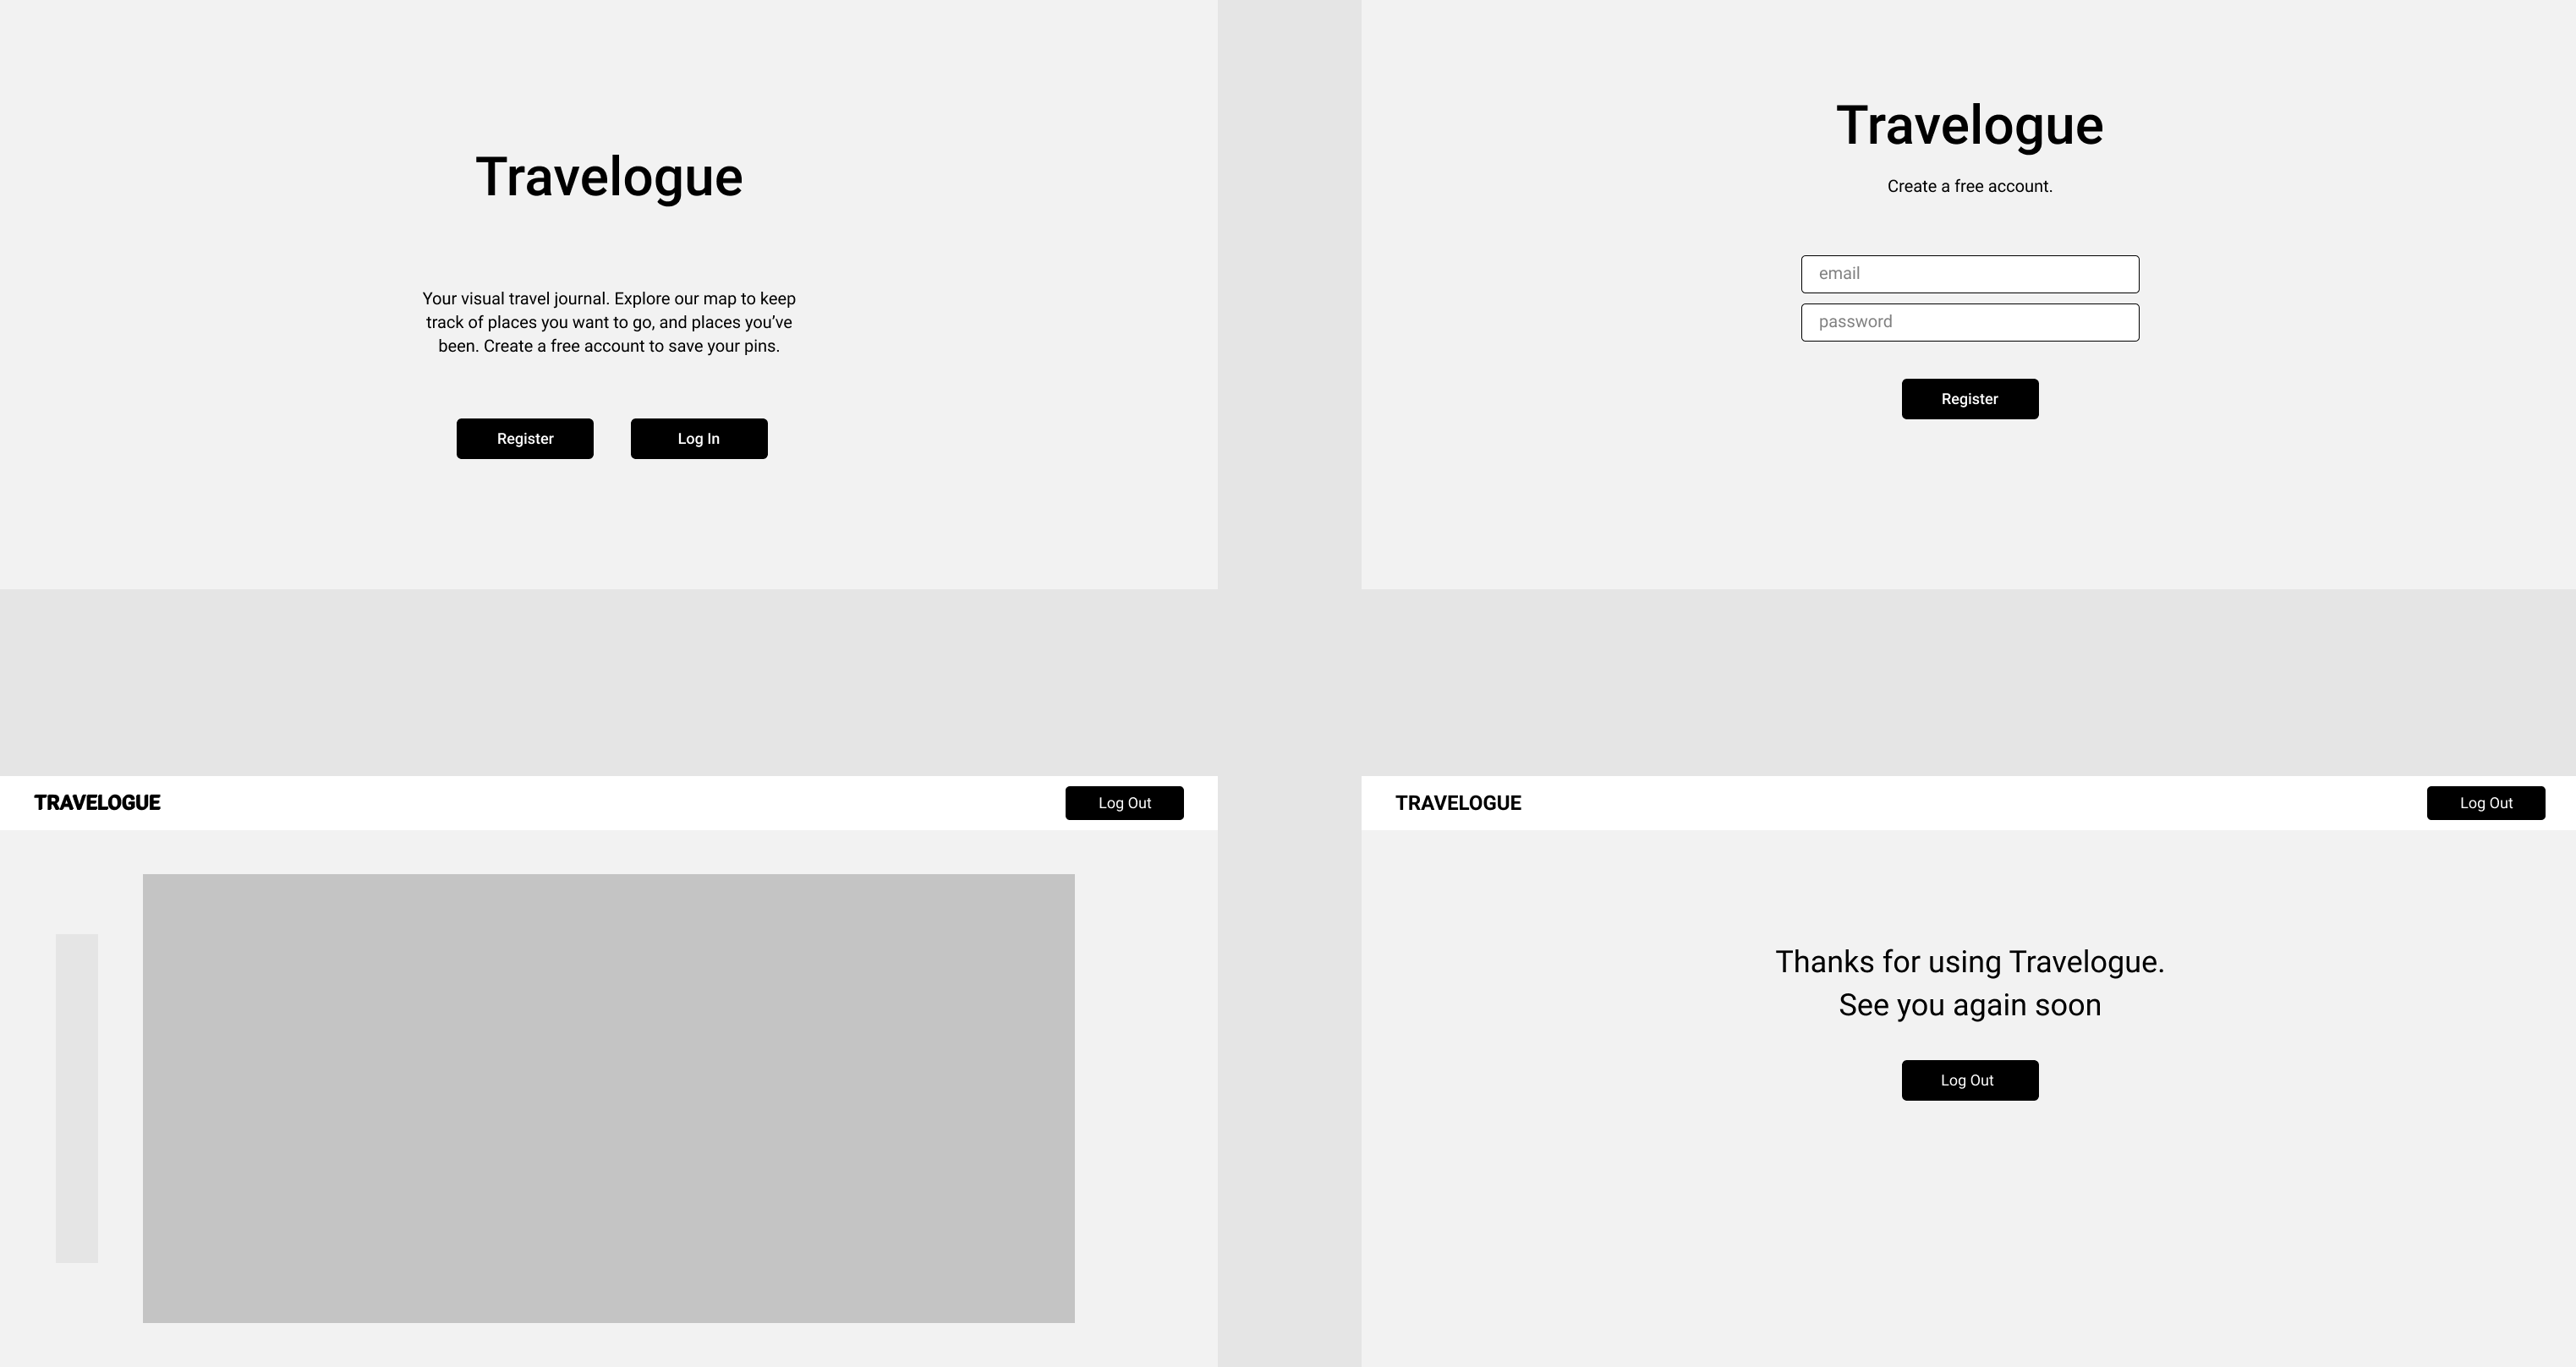 Travelogue
Your visual travel journal. Explore our map to keep
track of places you want to go, and places you’ve
been. Create a free account to save your pins.
Register
Log In
Travelogue
Create a free account.
email
password
Register
TRAVELOGUE
Log Out
TRAVELOGUE
Log Out
Thanks for using Travelogue.
See you again soon
Log Out